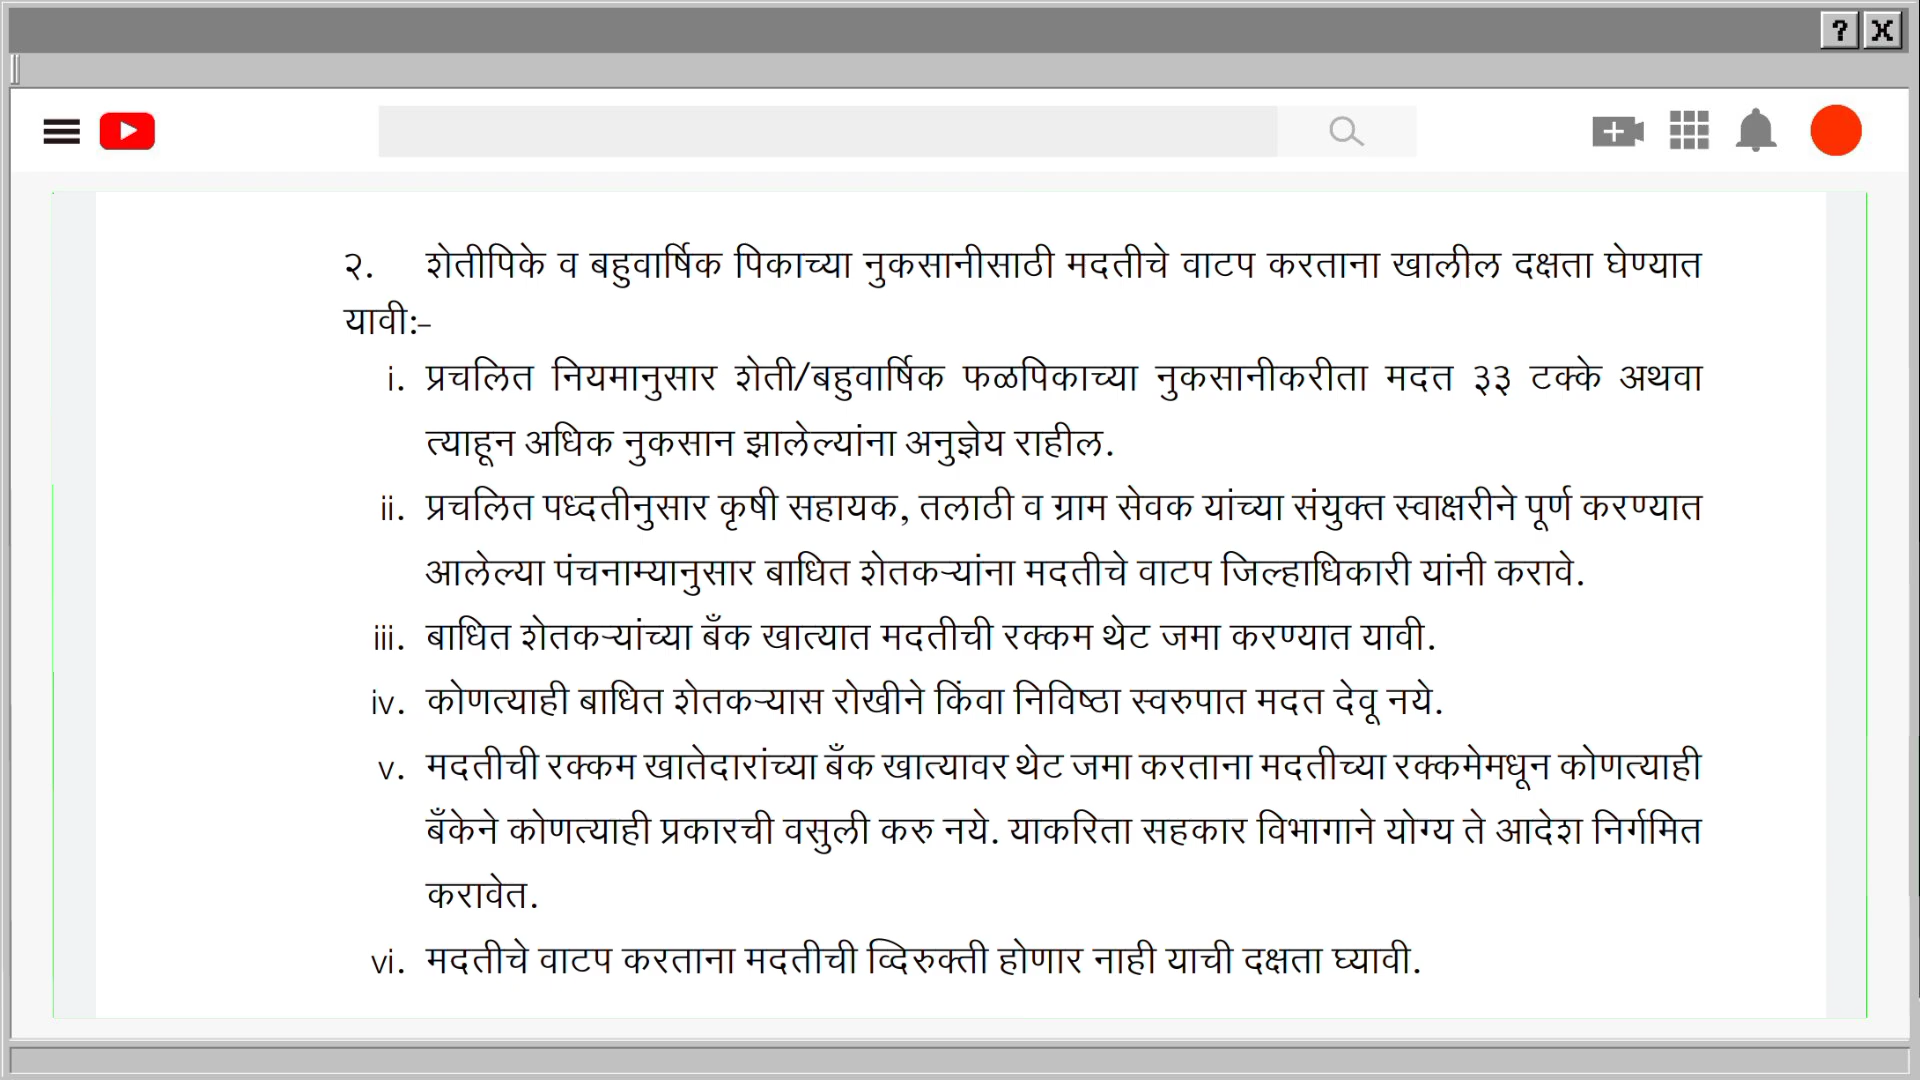 २. शेतीपिके व बहुवार्षिक पिकाच्या नुकसानीसाठी मदतीचे वाटप करताना खालील दक्षता घेण्यात
यावी:-
i. प्रचलित नियमानुसार शेती/बहुवार्षिक फळपिकाच्या नुकसानीकरीता मदत ३३ टक्के अथवा
त्याहून अधिक नुकसान झालेल्यांना अनुज्ञेय राहील.
ii. प्रचलित पध्दतीनुसार कृषी सहायक, तलाठी व ग्राम सेवक यांच्या संयुक्त स्वाक्षरीने पूर्ण करण्यात
आलेल्या पंचनाम्यानुसार बाधित शेतकऱ्यांना मदतीचे वाटप जिल्हाधिकारी यांनी करावे.
iii. बाधित शेतकऱ्यांच्या बँक खात्यात मदतीची रक्कम थेट जमा करण्यात यावी.
iv. कोणत्याही बाधित शेतकऱ्यास रोखीने किंवा निविष्ठा स्वरुपात मदत देवू नये.
v. मदतीची रक्कम खातेदारांच्या बँक खात्यावर थेट जमा करताना मदतीच्या रक्कमेमधून कोणत्याही
बँकेने कोणत्याही प्रकारची वसुली करु नये. याकरिता सहकार विभागाने योग्य ते आदेश निर्गमित
करावेत.
vi. मदतीचे वाटप करताना मदतीची व्दिरुक्ती होणार नाही याची दक्षता घ्यावी.